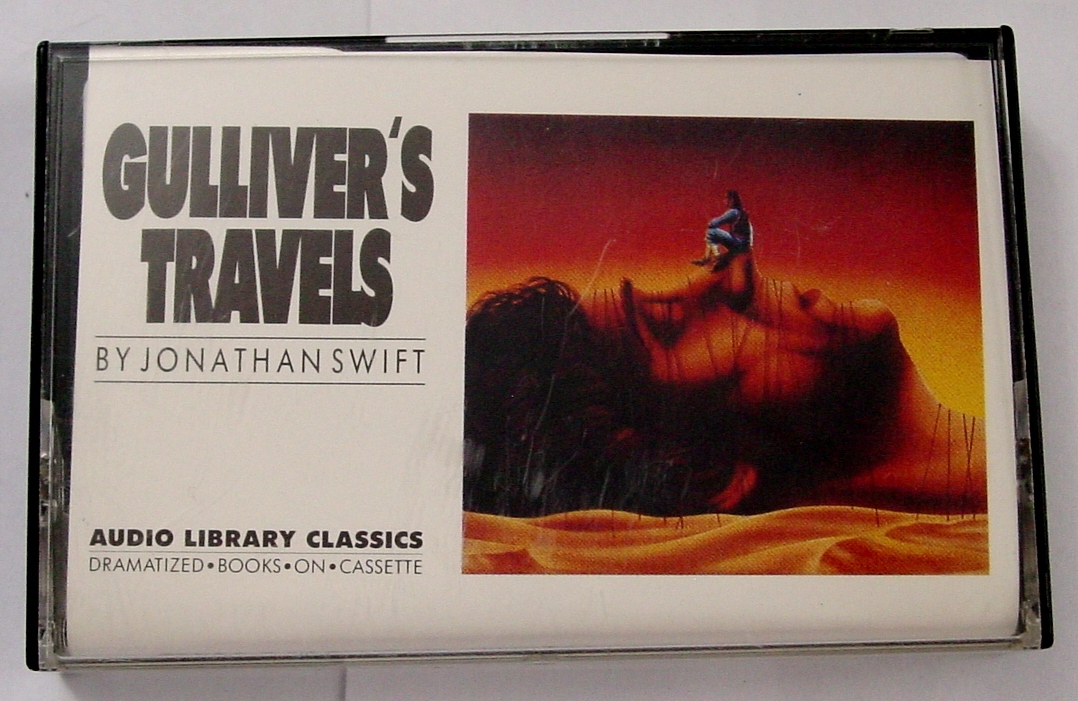 GULLIVER'S
TRAVELS
BY JONATHAN SWIFT
AUDIO LIBRARY CLASSICS
DRAMATIZED•BOOKS•ON•CASSETTE